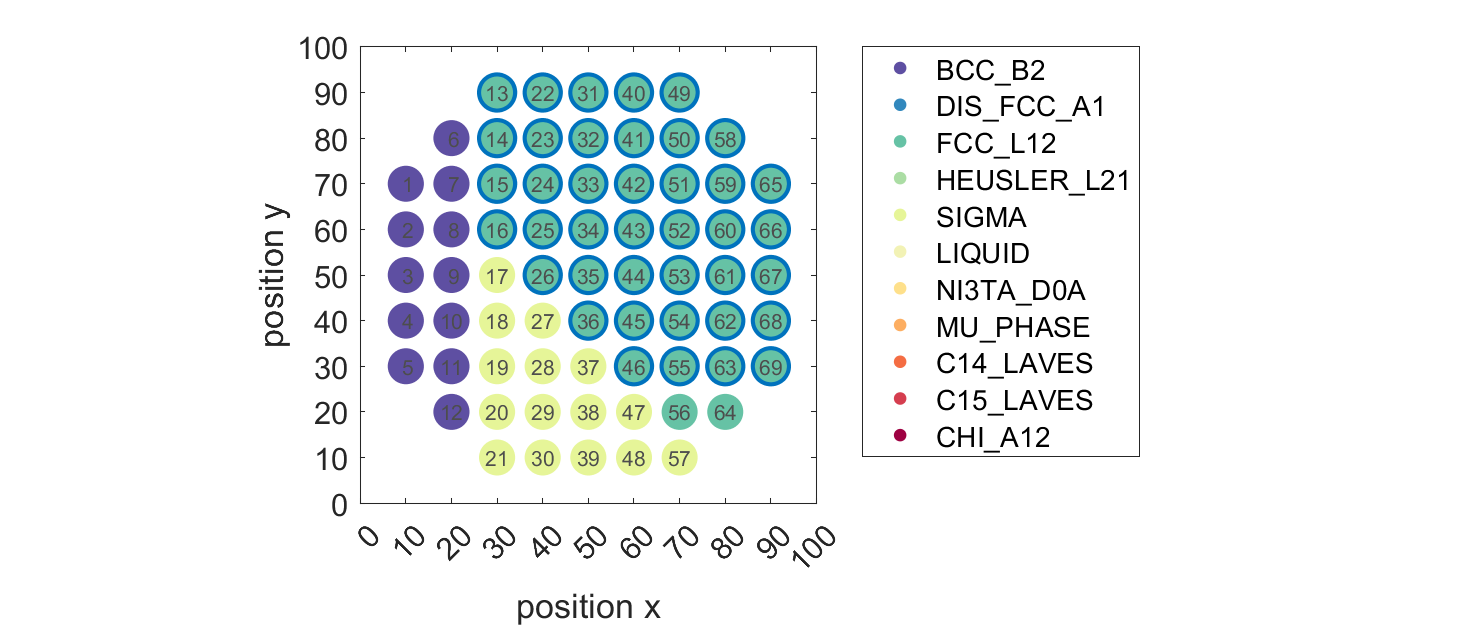 100
90
80
70
60
50
40
30
20
10
0
position y
13 22 31 40 49
6 14 23 32 41 50 58
1 7 15 24 33 42 51 59 65
2 8 16 25 34 43 52 60 66
3 9 17 26 35 44 53 61 67
4 10 18 27 36 45 54 62 68
5 11 19 28 37 46 55 63 69
12 20 29 38 47 56 64
21 30 39 48 57
0 10 20 30 40 50 60 70 80 90 100
position x
BCC_B2
DIS_FCC_A1
FCC_L12
HEUSLER_L21
SIGMA
LIQUID
NI3TA_D0A
MU_PHASE
C14_LAVES
C15_LAVES
CHI_A12